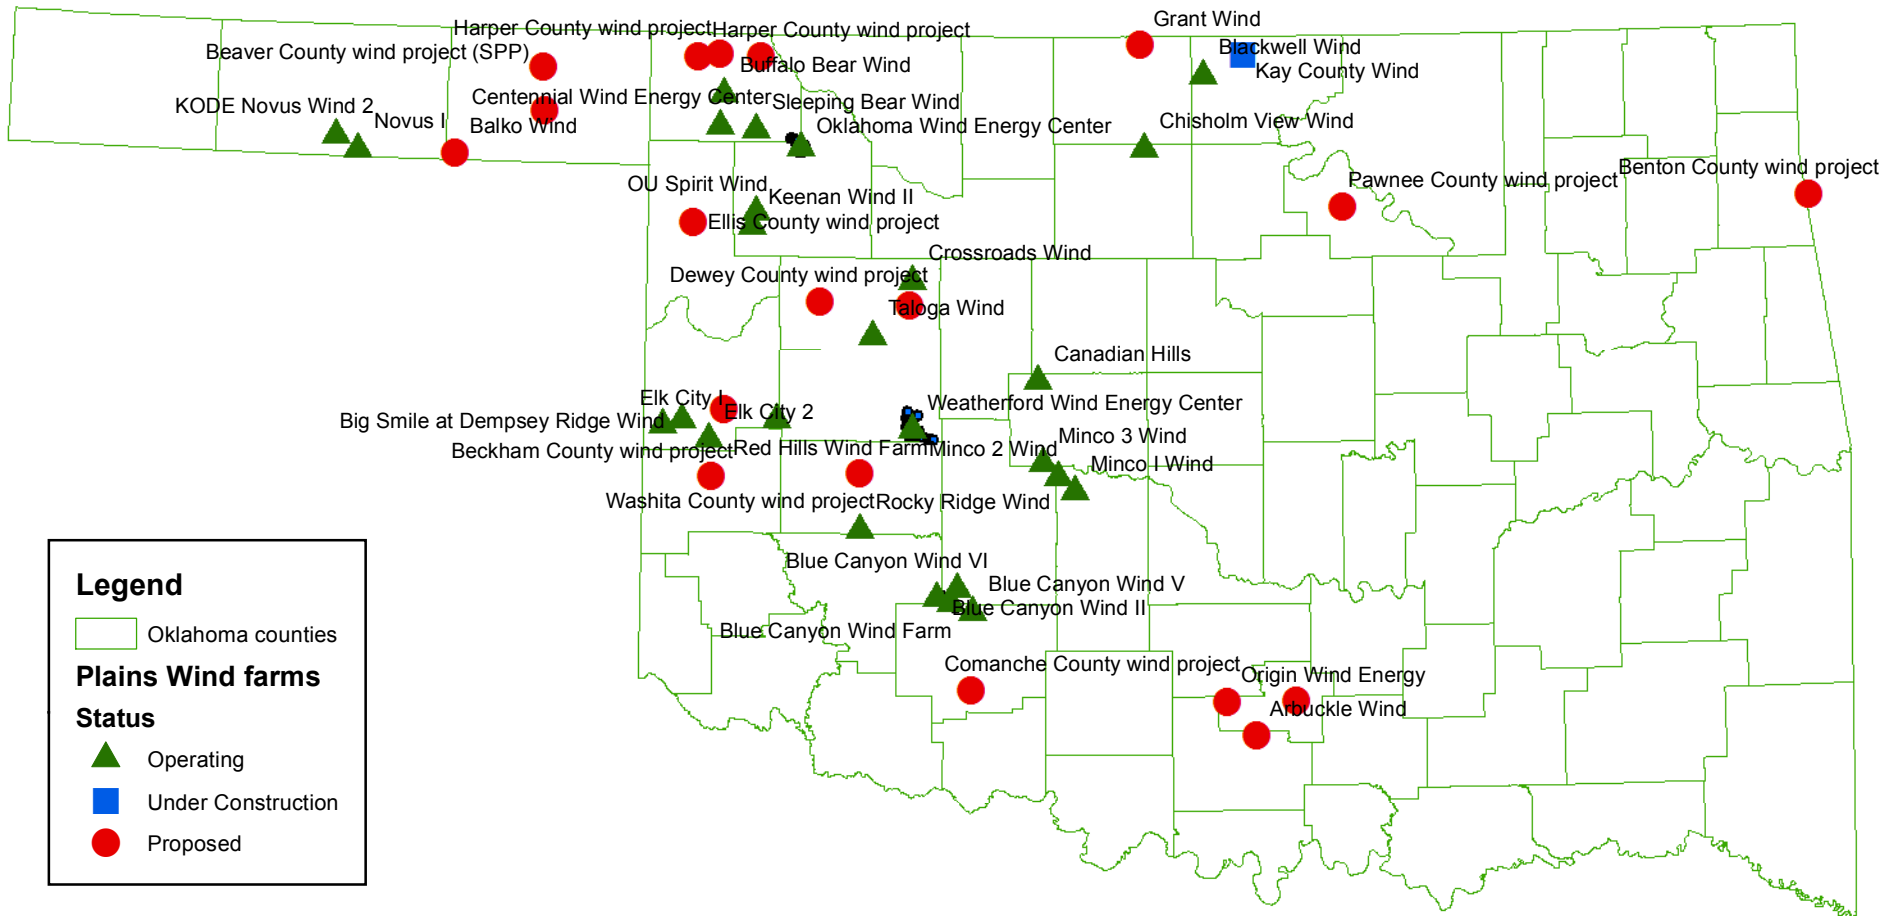 Grant Wind
Harper County wind project
Harper County wind project
Beaver County wind project (SPP)
Blackwell Wind
Buffalo Bear Wind
Kay County Wind
KODE Novus Wind 2
Centennial Wind Energy Center
Sleeping Bear Wind
Novus I
Balko Wind
Oklahoma Wind Energy Center
Chisholm View Wind
Benton County wind project
OU Spirit Wind
Pawnee County wind project
Keenan Wind II
Ellis County wind project
Crossroads Wind
Dewey County wind project
Taloga Wind
Canadian Hills
Elk City I
Elk City 2
Weatherford Wind Energy Center
Big Smile at Dempsey Ridge Wind
Minco 3 Wind
Beckham County wind project
Red Hills Wind Farm
Minco 2 Wind
Minco I Wind
Washita County wind project
Rocky Ridge Wind
Blue Canyon Wind VI
Blue Canyon Wind V
Blue Canyon Wind II
Blue Canyon Wind Farm
Comanche County wind project
Origin Wind Energy
Arbuckle Wind
Legend
Oklahoma counties
Plains Wind farms
Status
Operating
Under Construction
Proposed